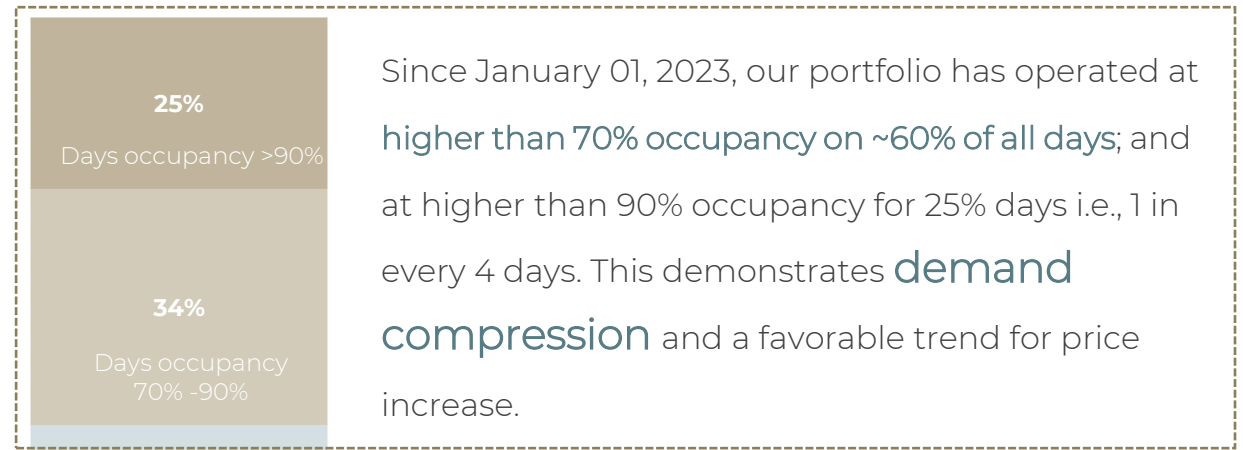 25%
Days occupancy >90%
34%
Days occupancy
70% -90%
Since January 01, 2023, our portfolio has operated at
higher than 70% occupancy on ~60% of all days; and
at higher than 90% occupancy for 25% days i.e., 1 in
every 4 days. This demonstrates demand
compression and a favorable trend for price
increase.